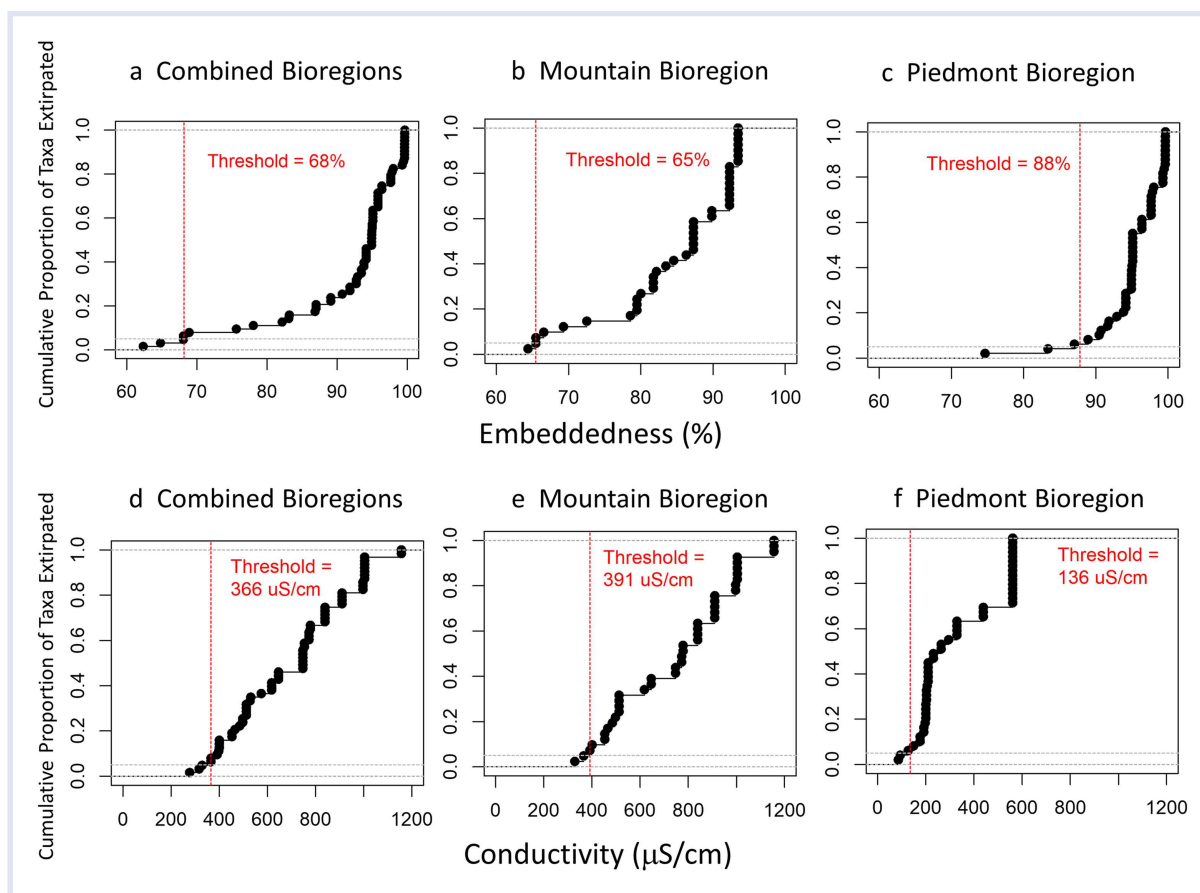 a Combined Bioregions
b Mountain Bioregion
c Piedmont Bioregion
Cumulative Proportion of Taxa Extirpated
0.0 0.2 0.4 0.6 0.8 1.0
Threshold = 68%
60 70 80 90 100
0.0 0.2 0.4 0.6 0.8 1.0
Threshold = 65%
60 70 80 90 100
0.0 0.2 0.4 0.6 0.8 1.0
Threshold = 88%
60 70 80 90 100
Embeddedness (%)
d Combined Bioregions
e Mountain Bioregion
f Piedmont Bioregion
Cumulative Proportion of Taxa Extirpated
0.0 0.2 0.4 0.6 0.8 1.0
Threshold =
366 uS/cm
0 200 400 600 800 1200
0.0 0.2 0.4 0.6 0.8 1.0
Threshold =
391 uS/cm
0 200 400 600 800 1200
0.0 0.2 0.4 0.6 0.8 1.0
Threshold =
136 uS/cm
0 200 400 600 800 1200
Conductivity (µS/cm)